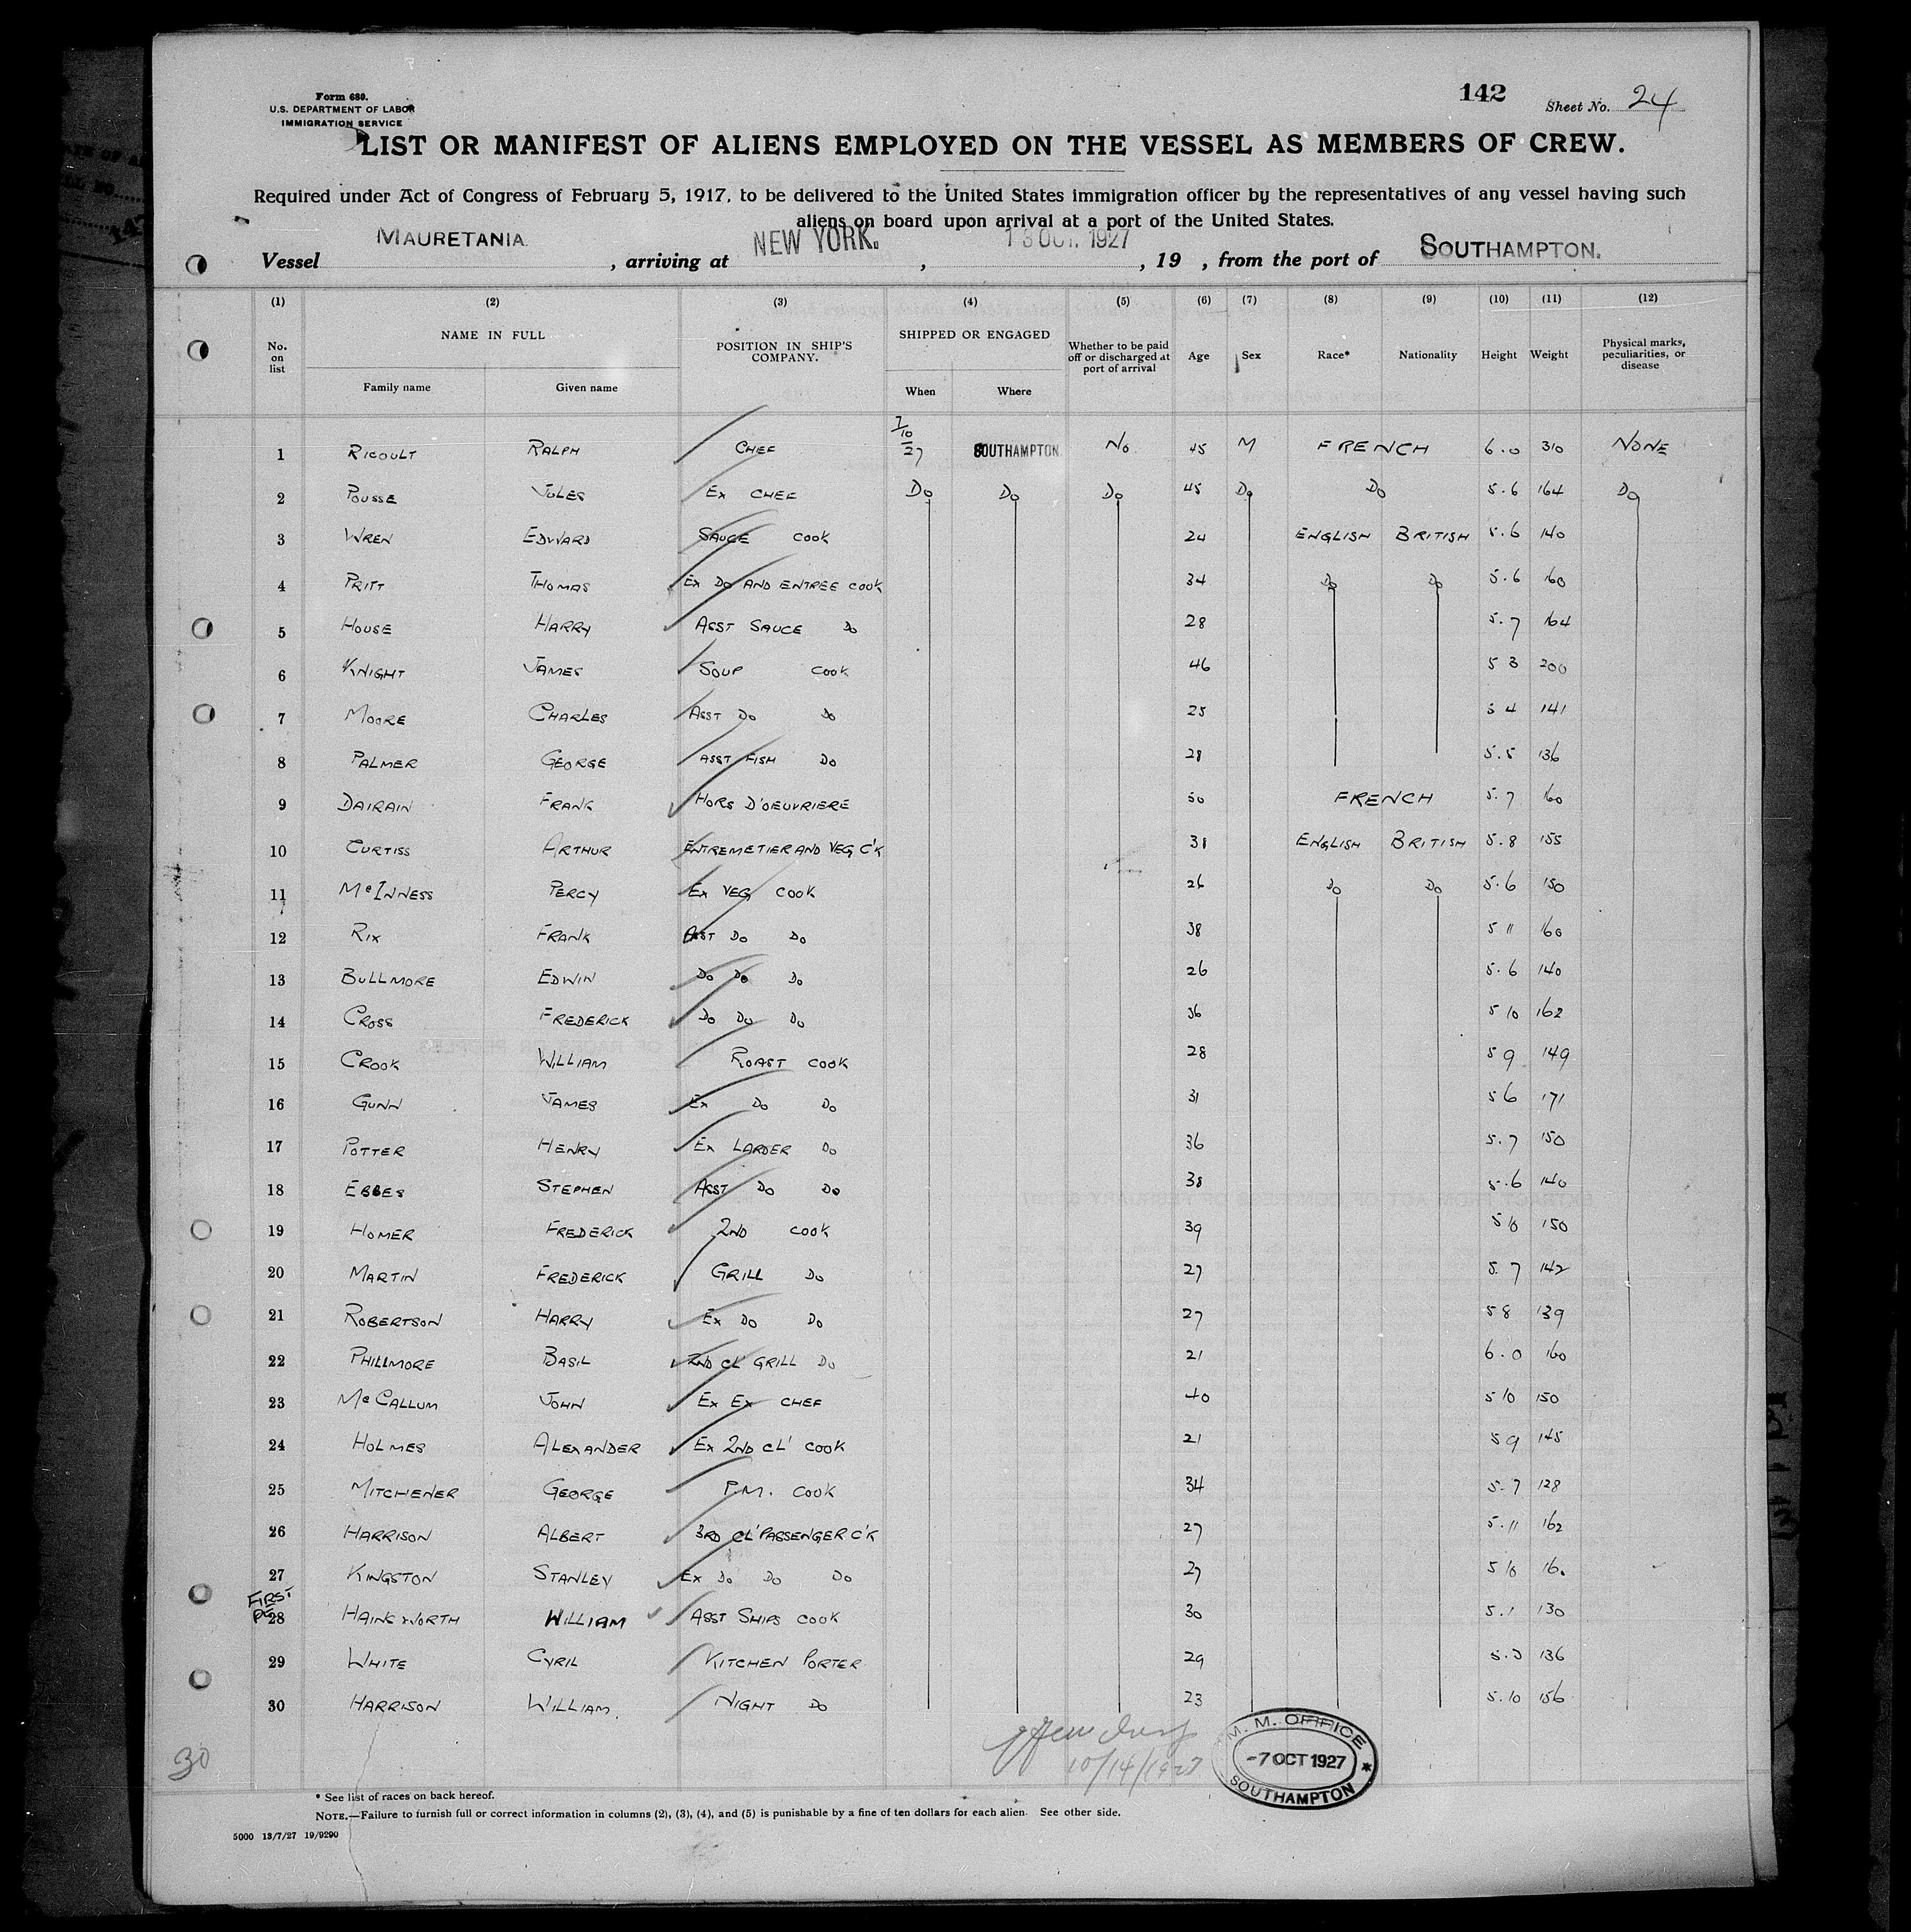 142
Form 680.
U.S. DEPARTMENT OF LABOR
IMMIGRATION SERVICE
Sheet No. 24
LIST OR MANIFEST OF ALIENS EMPLOYED ON THE VESSEL AS MEMBERS OF CREW.
Required under Act of Congress of February 5, 1917, to be delivered to the United States immigration officer by the representatives of any vessel having such
aliens on board upon arrival at a port of the United States.
Vessel MAURETANIA, arriving at NEW YORK., 13 OCT. 1927, 19 , from the port of SOUTHAMPTON.
(1) (2) (3) (4) (5) (6) (7) (8) (9) (10) (11) (12)
No. on list NAME IN FULL POSITION IN SHIP'S COMPANY. SHIPPED OR ENGAGED Whether to be paid off or discharged at port of arrival Age Sex Race* Nationality Height Weight Physical marks, peculiarities, or disease
Family name Given name When Where
1 RICOULT RALPH CHEF 7/10/27 SOUTHAMPTON No. 45 M FRENCH 6.0 310 NONE
2 POUSSE JULES EX CHEF Do Do Do 45 Do Do 5.6 164 Do
3 WREN EDWARD SAUCE COOK 24 ENGLISH BRITISH 5.6 140
4 PRITT THOMAS EX DO AND ENTREE COOK 34 Do Do 5.6 160
5 HOUSE HARRY ASST SAUCE Do 28 5.7 164
6 KNIGHT JAMES SOUP COOK 46 5 3 200
7 MOORE CHARLES ASST Do Do 25 5 4 141
8 PALMER GEORGE ASST FISH Do 28 5.5 136
9 DAIRAIN FRANK HORS D'OEUVRIERE 50 FRENCH 5.7 160
10 CURTISS ARTHUR ENTREMETIER AND VEG C'K 38 ENGLISH BRITISH 5.8 155
11 McINNESS PERCY EX VEG COOK 26 Do Do 5.6 150
12 RIX FRANK ASST Do Do 38 5 11 160
13 BULLMORE EDWIN Do Do Do 26 5.6 140
14 CROSS FREDERICK Do Do Do 36 5 10 162
15 CROOK WILLIAM ROAST COOK 28 5 9 149
16 GUNN JAMES EX Do Do 31 5 6 171
17 POTTER HENRY EX LARDER Do 36 5.7 150
18 EBBES STEPHEN ASST Do Do 38 5.6 140
19 HOMER FREDERICK 2ND COOK 39 5 10 150
20 MARTIN FREDERICK GRILL Do 27 5.7 142
21 ROBERTSON HARRY EX Do Do 27 5 8 139
22 PHILLMORE BASIL 2ND CL' GRILL Do 21 6.0 160
23 McCALLUM JOHN EX EX CHEF 40 5 10 150
24 HOLMES ALEXANDER EX 2ND CL' COOK 21 5 9 145
25 MITCHENER GEORGE P.M. COOK 34 5.7 128
26 HARRISON ALBERT 3RD CL' PASSENGER C'K 27 5.11 162
27 KINGSTON STANLEY EX Do Do Do 27 5 10 160
FIRST
28 HAINSWORTH WILLIAM ASST SHIPS COOK 30 5.1 130
29 WHITE CYRIL KITCHEN PORTER 29 136
30 HARRISON WILLIAM. NIGHT Do 23 5.10 156
30
10/14/1927
M. M. OFFICE
-7 OCT 1927
SOUTHAMPTON
* See list of races on back hereof.
NOTE.—Failure to furnish full or correct information in columns (2), (3), (4), and (5) is punishable by a fine of ten dollars for each alien. See other side.
5000 13/7/27 19/9290